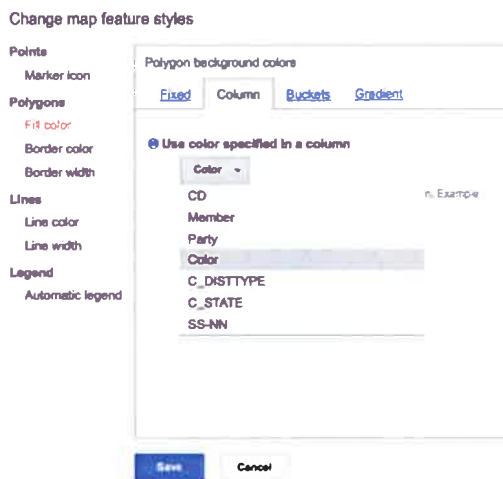 Change map feature styles
Points
Marker icon
Polygons
Fill color
Border color
Border width
Lines
Line color
Line width
Legend
Automatic legend
Polygon background colors
Fixed Column Buckets Gradient
Use color specified in a column
Color
CD
n. Example
Member
Party
Color
C_DISTTYPE
C_STATE
SS-NN
Save Cancel